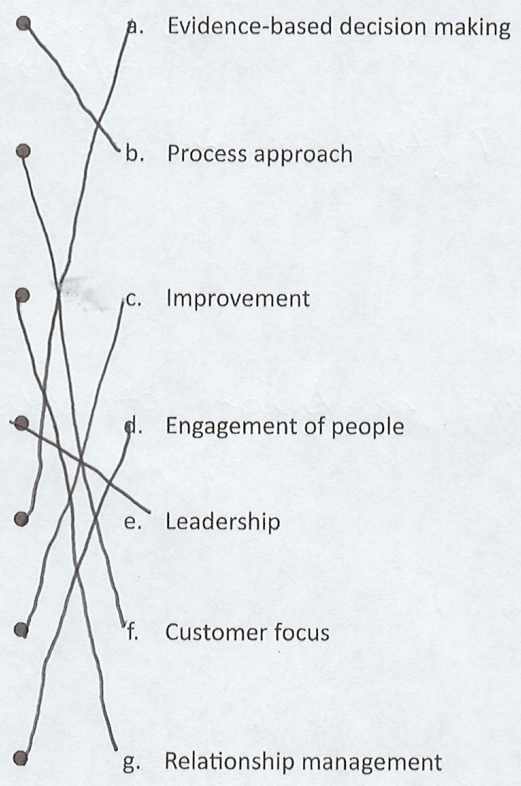 a. Evidence-based decision making
b. Process approach
c. Improvement
d. Engagement of people
e. Leadership
f. Customer focus
g. Relationship management